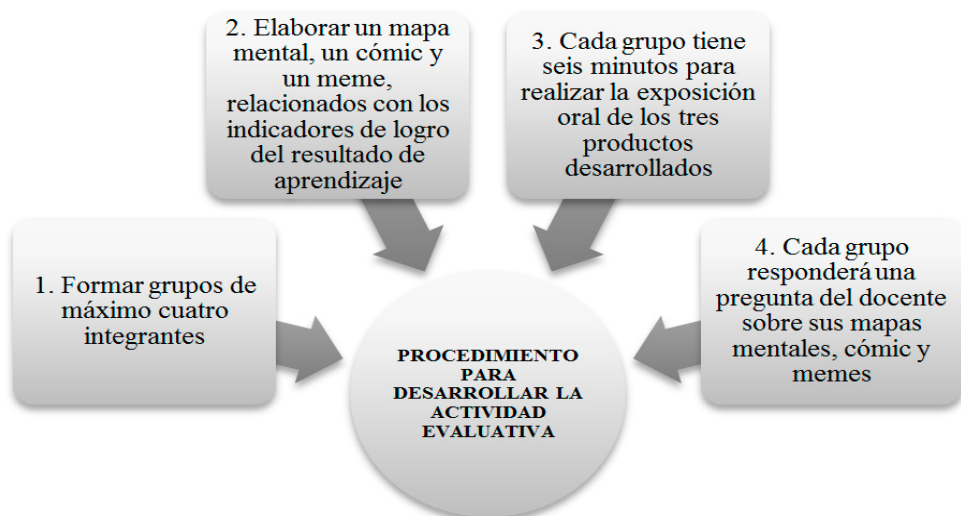 1. Formar grupos de
máximo cuatro
integrantes
2. Elaborar un mapa
mental, un cómic y
un meme,
relacionados con los
indicadores de logro
del resultado de
aprendizaje
3. Cada grupo tiene
seis minutos para
realizar la exposición
oral de los tres
productos
desarrollados
4. Cada grupo
responderá una
pregunta del docente
sobre sus mapas
mentales, cómic y
memes
PROCEDIMIENTO
PARA
DESARROLLAR LA
ACTIVIDAD
EVALUATIVA